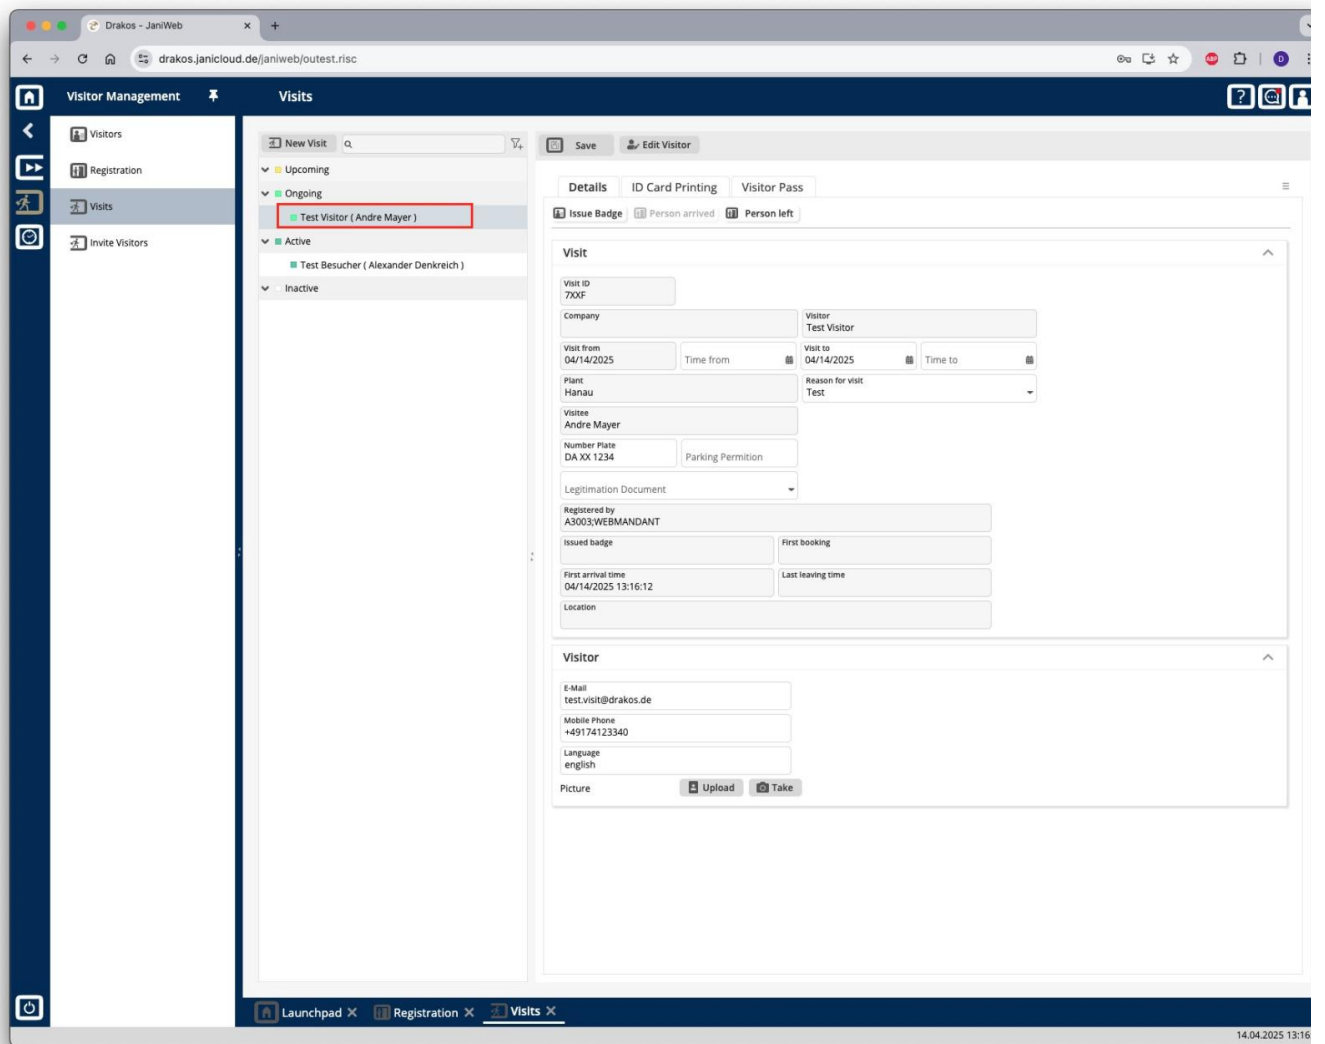 Drakos - JaniWeb
drakos.janicloud.de/janiweb/outest.risc
ABP
D
Visitor Management
Visits
Visitors
Registration
Visits
Invite Visitors
New Visit
Upcoming
Ongoing
Test Visitor ( Andre Mayer )
Active
Test Besucher ( Alexander Denkreich )
Inactive
Save
Edit Visitor
Details
ID Card Printing
Visitor Pass
Issue Badge
Person arrived
Person left
Visit
Visit ID
7XXF
Company
Visitor
Test Visitor
Visit from
04/14/2025
Time from
Visit to
04/14/2025
Time to
Plant
Hanau
Reason for visit
Test
Visitee
Andre Mayer
Number Plate
DA XX 1234
Parking Permition
Legitimation Document
Registered by
A3003;WEBMANDANT
Issued badge
First booking
First arrival time
04/14/2025 13:16:12
Last leaving time
Location
Visitor
E-Mail
test.visit@drakos.de
Mobile Phone
+49174123340
Language
english
Picture
Upload
Take
Launchpad
Registration
Visits
14.04.2025 13:16